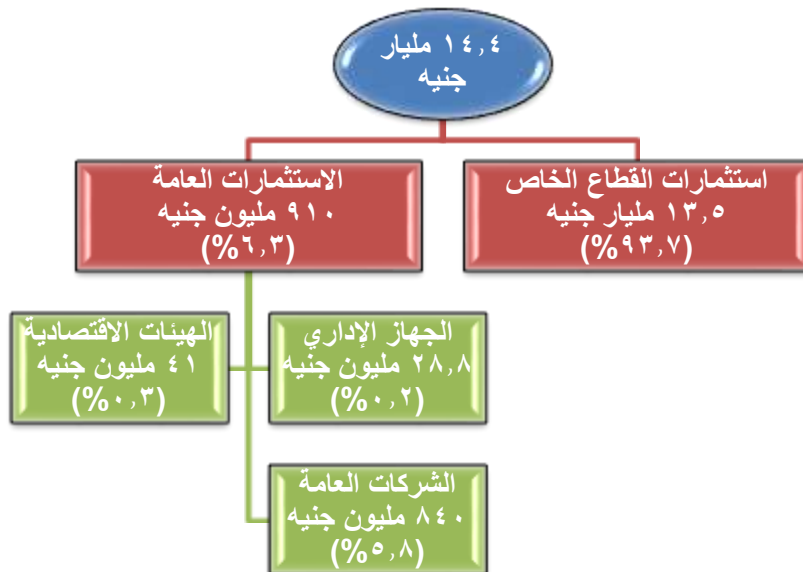 ١٤,٤ مليار
جنيه
استثمارات القطاع الخاص
١٣,٥ مليار جنيه
(%٩٣,٧)
الاستثمارات العامة
٩١٠ مليون جنيه
(%٦,٣)
الجهاز الإداري
٢٨,٨ مليون جنيه
(%٠,٢)
الهيئات الاقتصادية
٤١ مليون جنيه
(%٠,٣)
الشركات العامة
٨٤٠ مليون جنيه
(%٥,٨)